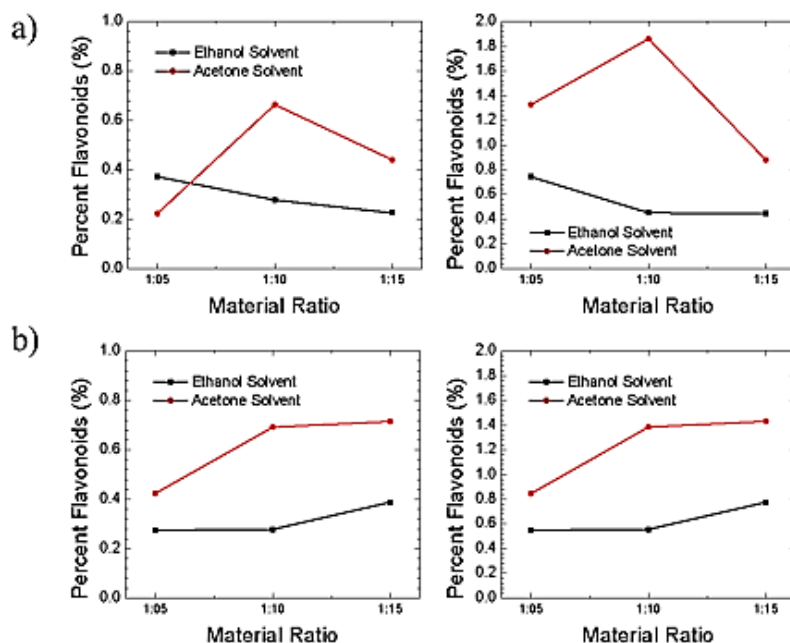 a)
Percent Flavonoids (%)
1.0
0.8
0.6
0.4
0.2
0.0
Ethanol Solvent
Acetone Solvent
1:05 1:10 1:15
Material Ratio
Percent Flavonoids (%)
2.0
1.8
1.6
1.4
1.2
1.0
0.8
0.6
0.4
0.2
0.0
Ethanol Solvent
Acetone Solvent
1:05 1:10 1:15
Material Ratio
b)
Percent Flavonoids (%)
1.0
0.8
0.6
0.4
0.2
0.0
Ethanol Solvent
Acetone Solvent
1:05 1:10 1:15
Material Ratio
Percent Flavonoids (%)
2.0
1.8
1.6
1.4
1.2
1.0
0.8
0.6
0.4
0.2
0.0
Ethanol Solvent
Acetone Solvent
1:05 1:10 1:15
Material Ratio